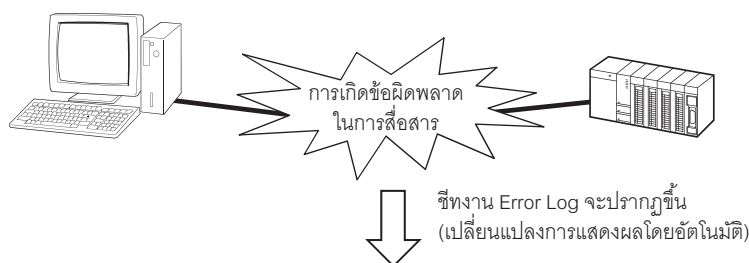 การเกิดข้อผิดพลาด
ในการสื่อสาร
ชีทงาน Error Log จะปรากฏขึ้น
(เปลี่ยนแปลงการแสดงผลโดยอัตโนมัติ)